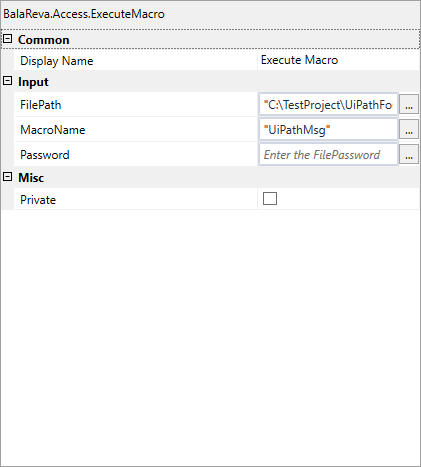 BalaReva.Access.ExecuteMacro
Common
Display Name Execute Macro
Input
FilePath "C:\TestProject\UiPathFo ...
MacroName "UiPathMsg" ...
Password Enter the FilePassword ...
Misc
Private